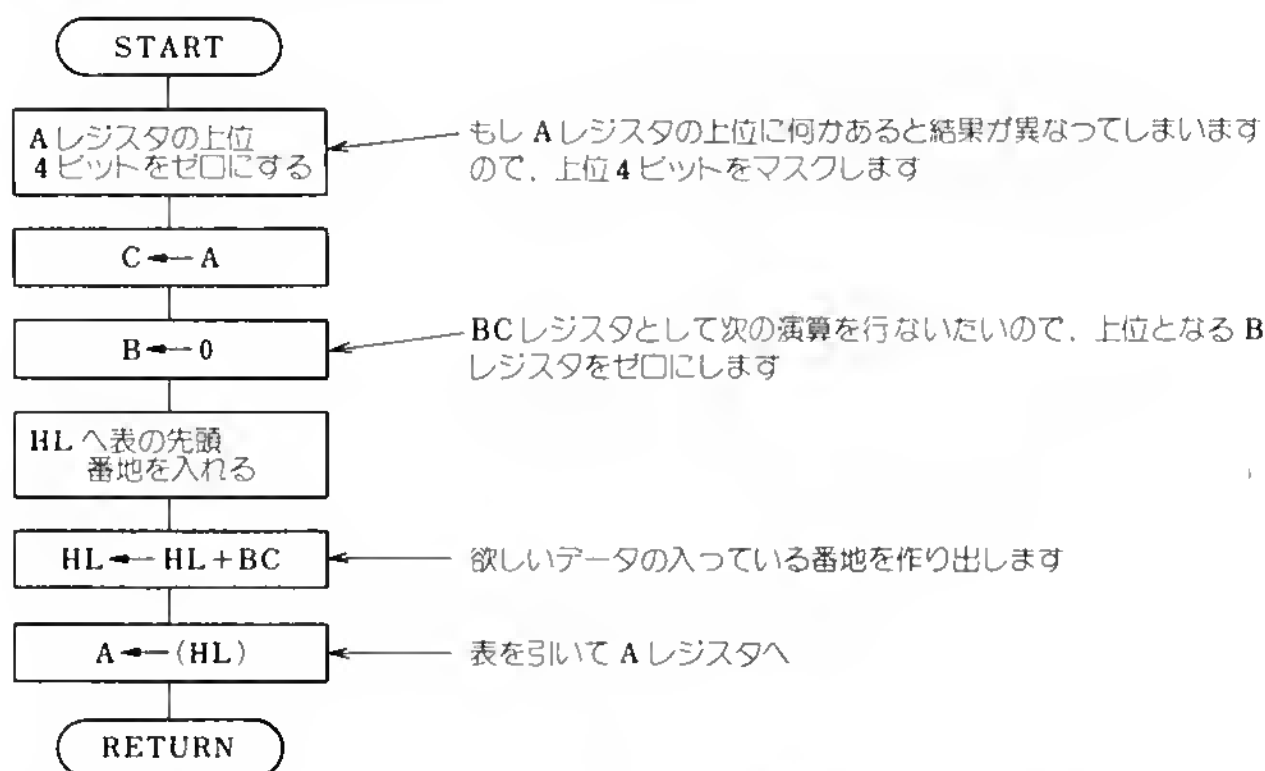 START
Aレジスタの上位
4ビットをゼロにする
もしAレジスタの上位に何かあると結果が異なってしまいます
ので，上位4ビットをマスクします
C←A
B←0
BCレジスタとして次の演算を行ないたいので，上位となるB
レジスタをゼロにします
HLへ表の先頭
番地を入れる
HL←HL+BC
欲しいデータの入っている番地を作り出します
A←(HL)
表を引いてAレジスタへ
RETURN